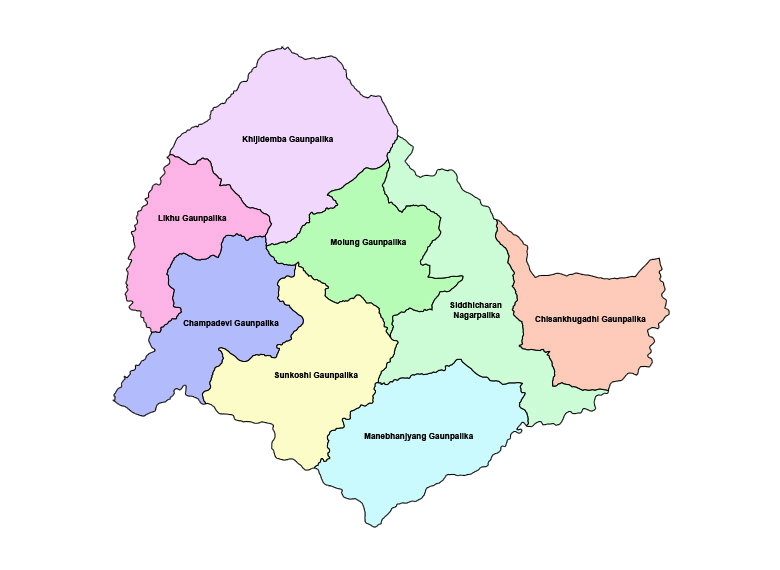 Khijidemba Gaunpalika
Likhu Gaunpalika
Molung Gaunpalika
Siddhicharan
Nagarpalika
Chisankhugadhi Gaunpalika
Champadevi Gaunpalika
Sunkoshi Gaunpalika
Manebhanjyang Gaunpalika